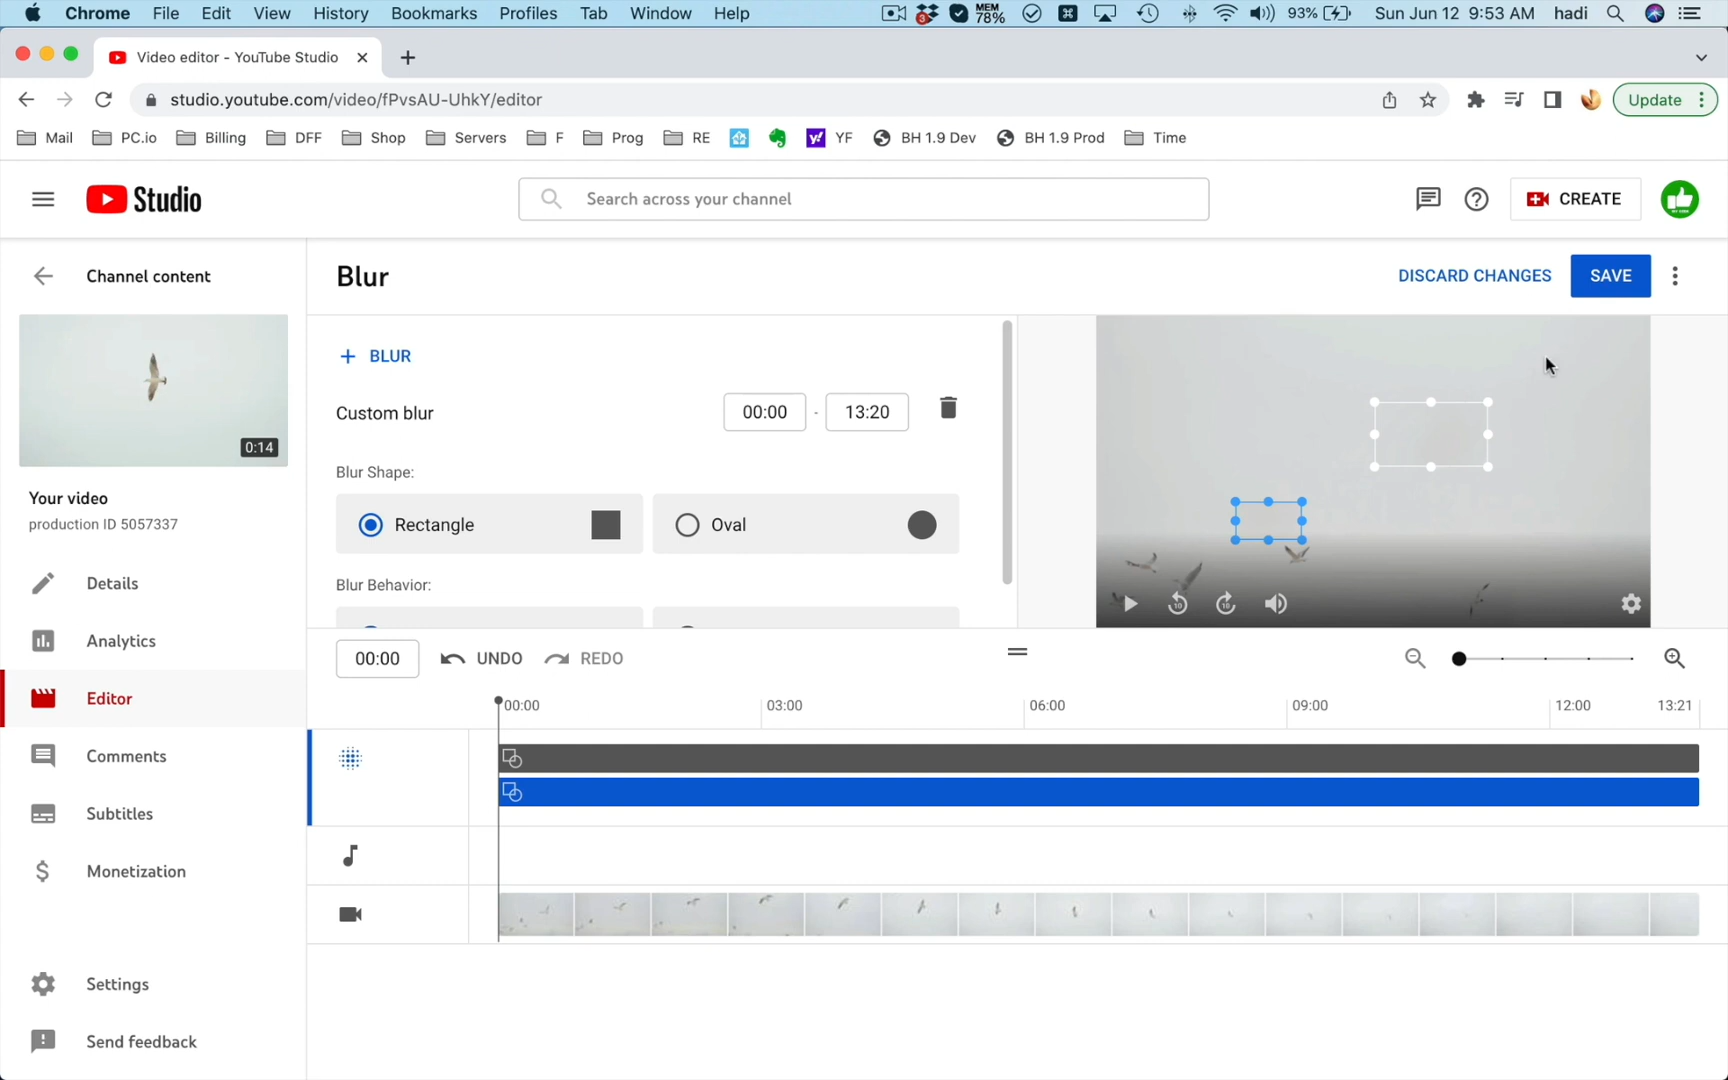 Chrome File Edit View History Bookmarks Profiles Tab Window Help 3 MEM 78% 93% Sun Jun 12 9:53 AM hadi
Video editor - YouTube Studio
studio.youtube.com/video/fPvsAU-UhkY/editor Update
Mail PC.io Billing DFF Shop Servers F Prog RE YF BH 1.9 Dev BH 1.9 Prod Time
Studio Search across your channel CREATE
Channel content
Blur DISCARD CHANGES SAVE
BLUR
Custom blur 00:00 - 13:20
0:14
Blur Shape:
Your video
production ID 5057337
Rectangle Oval
Details
Blur Behavior:
10 10
Analytics
00:00 UNDO REDO
Editor
00:00 03:00 06:00 09:00 12:00 13:21
Comments
Subtitles
Monetization
Settings
Send feedback